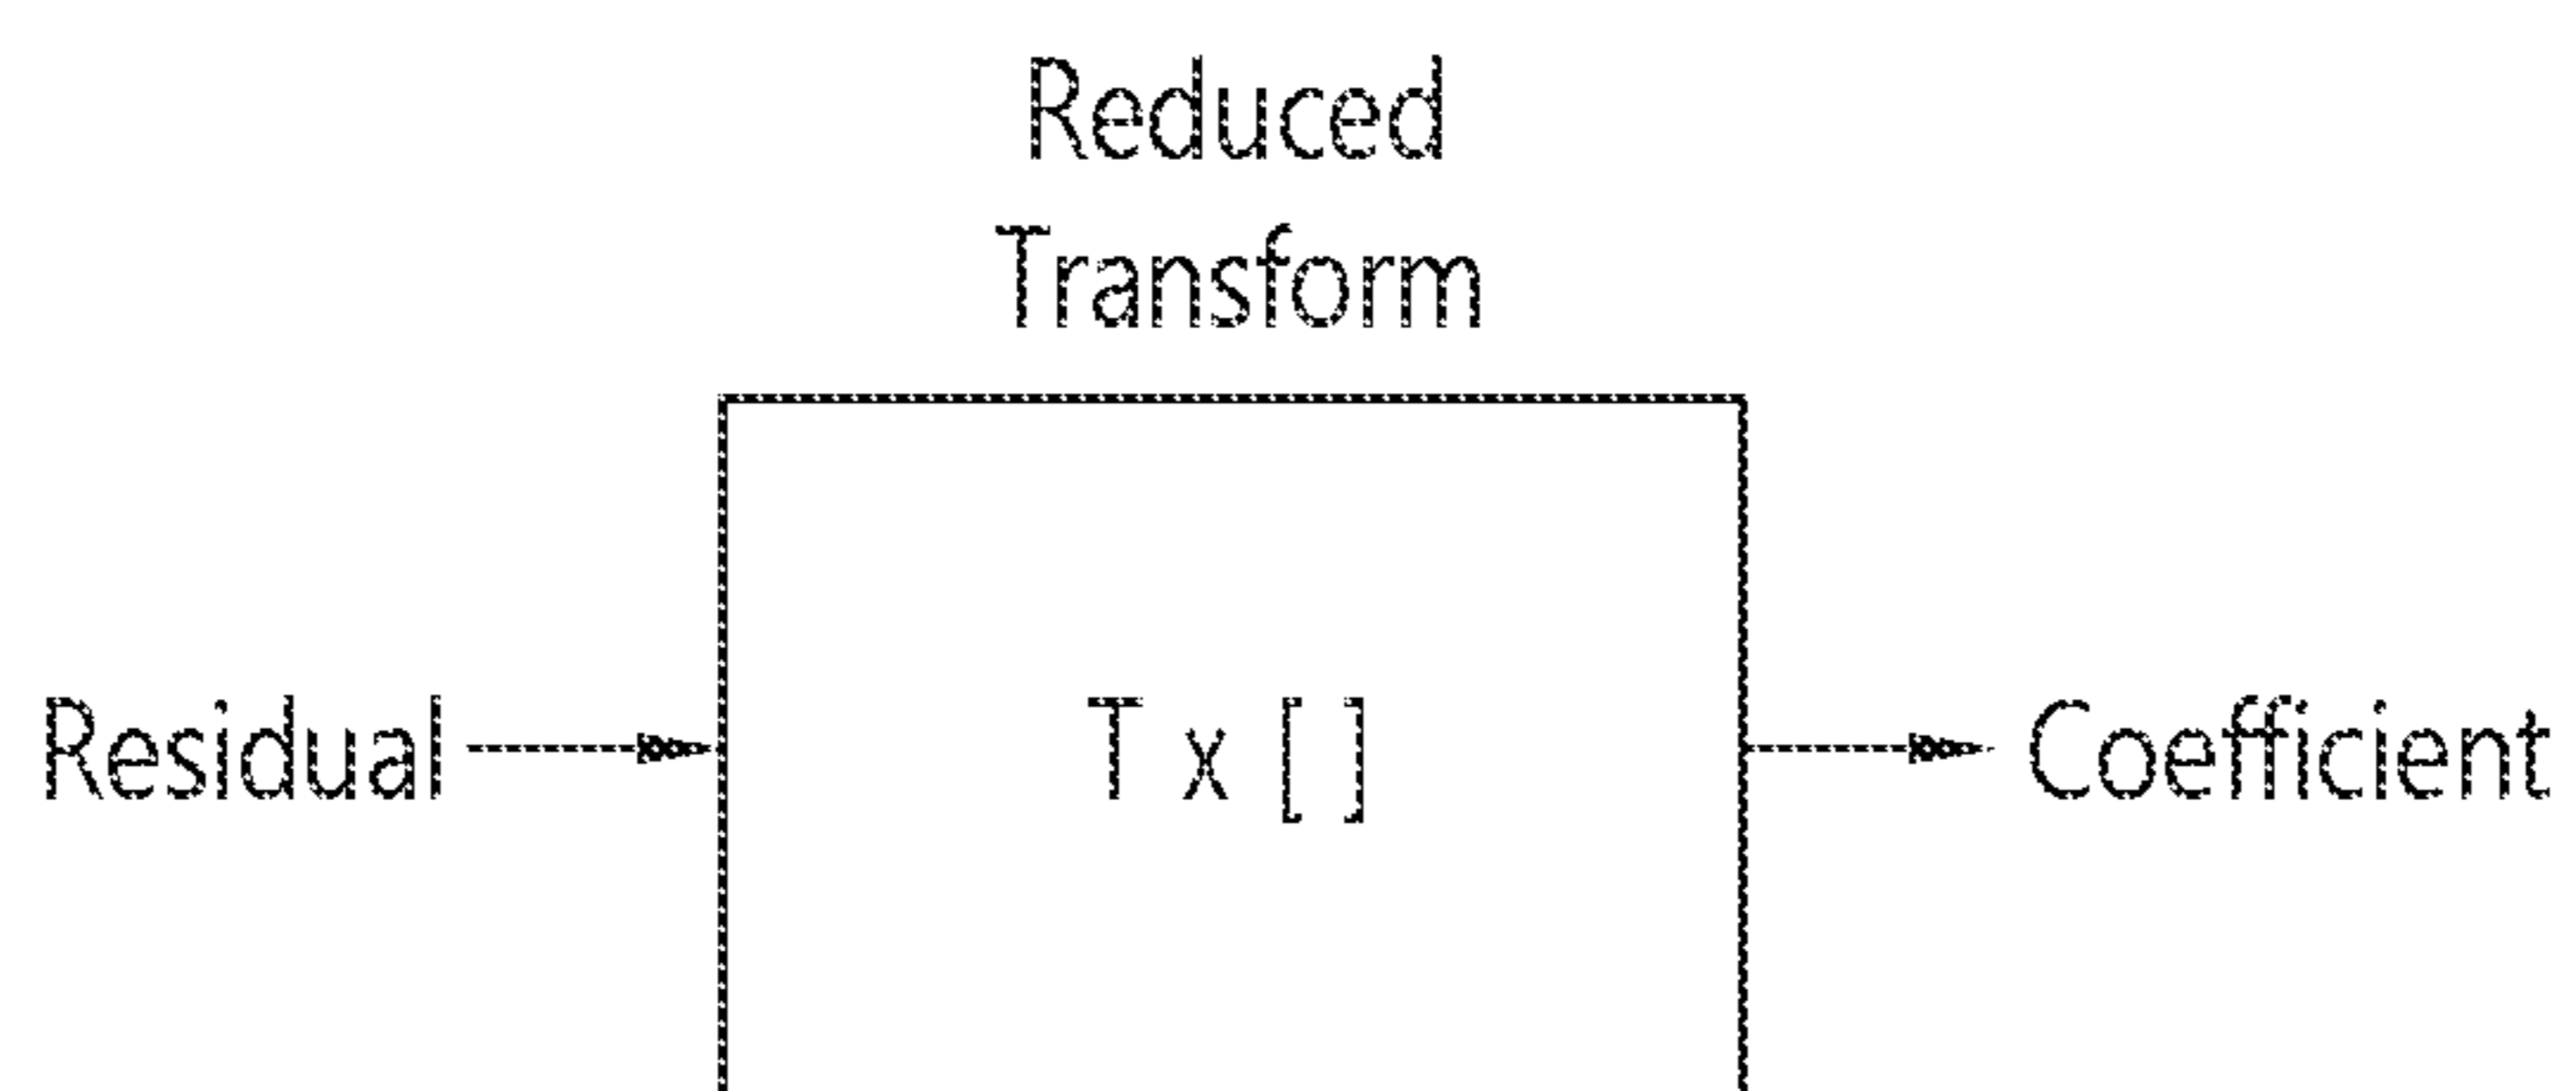 Reduced
Transform
Residual
T x [ ]
Coefficient